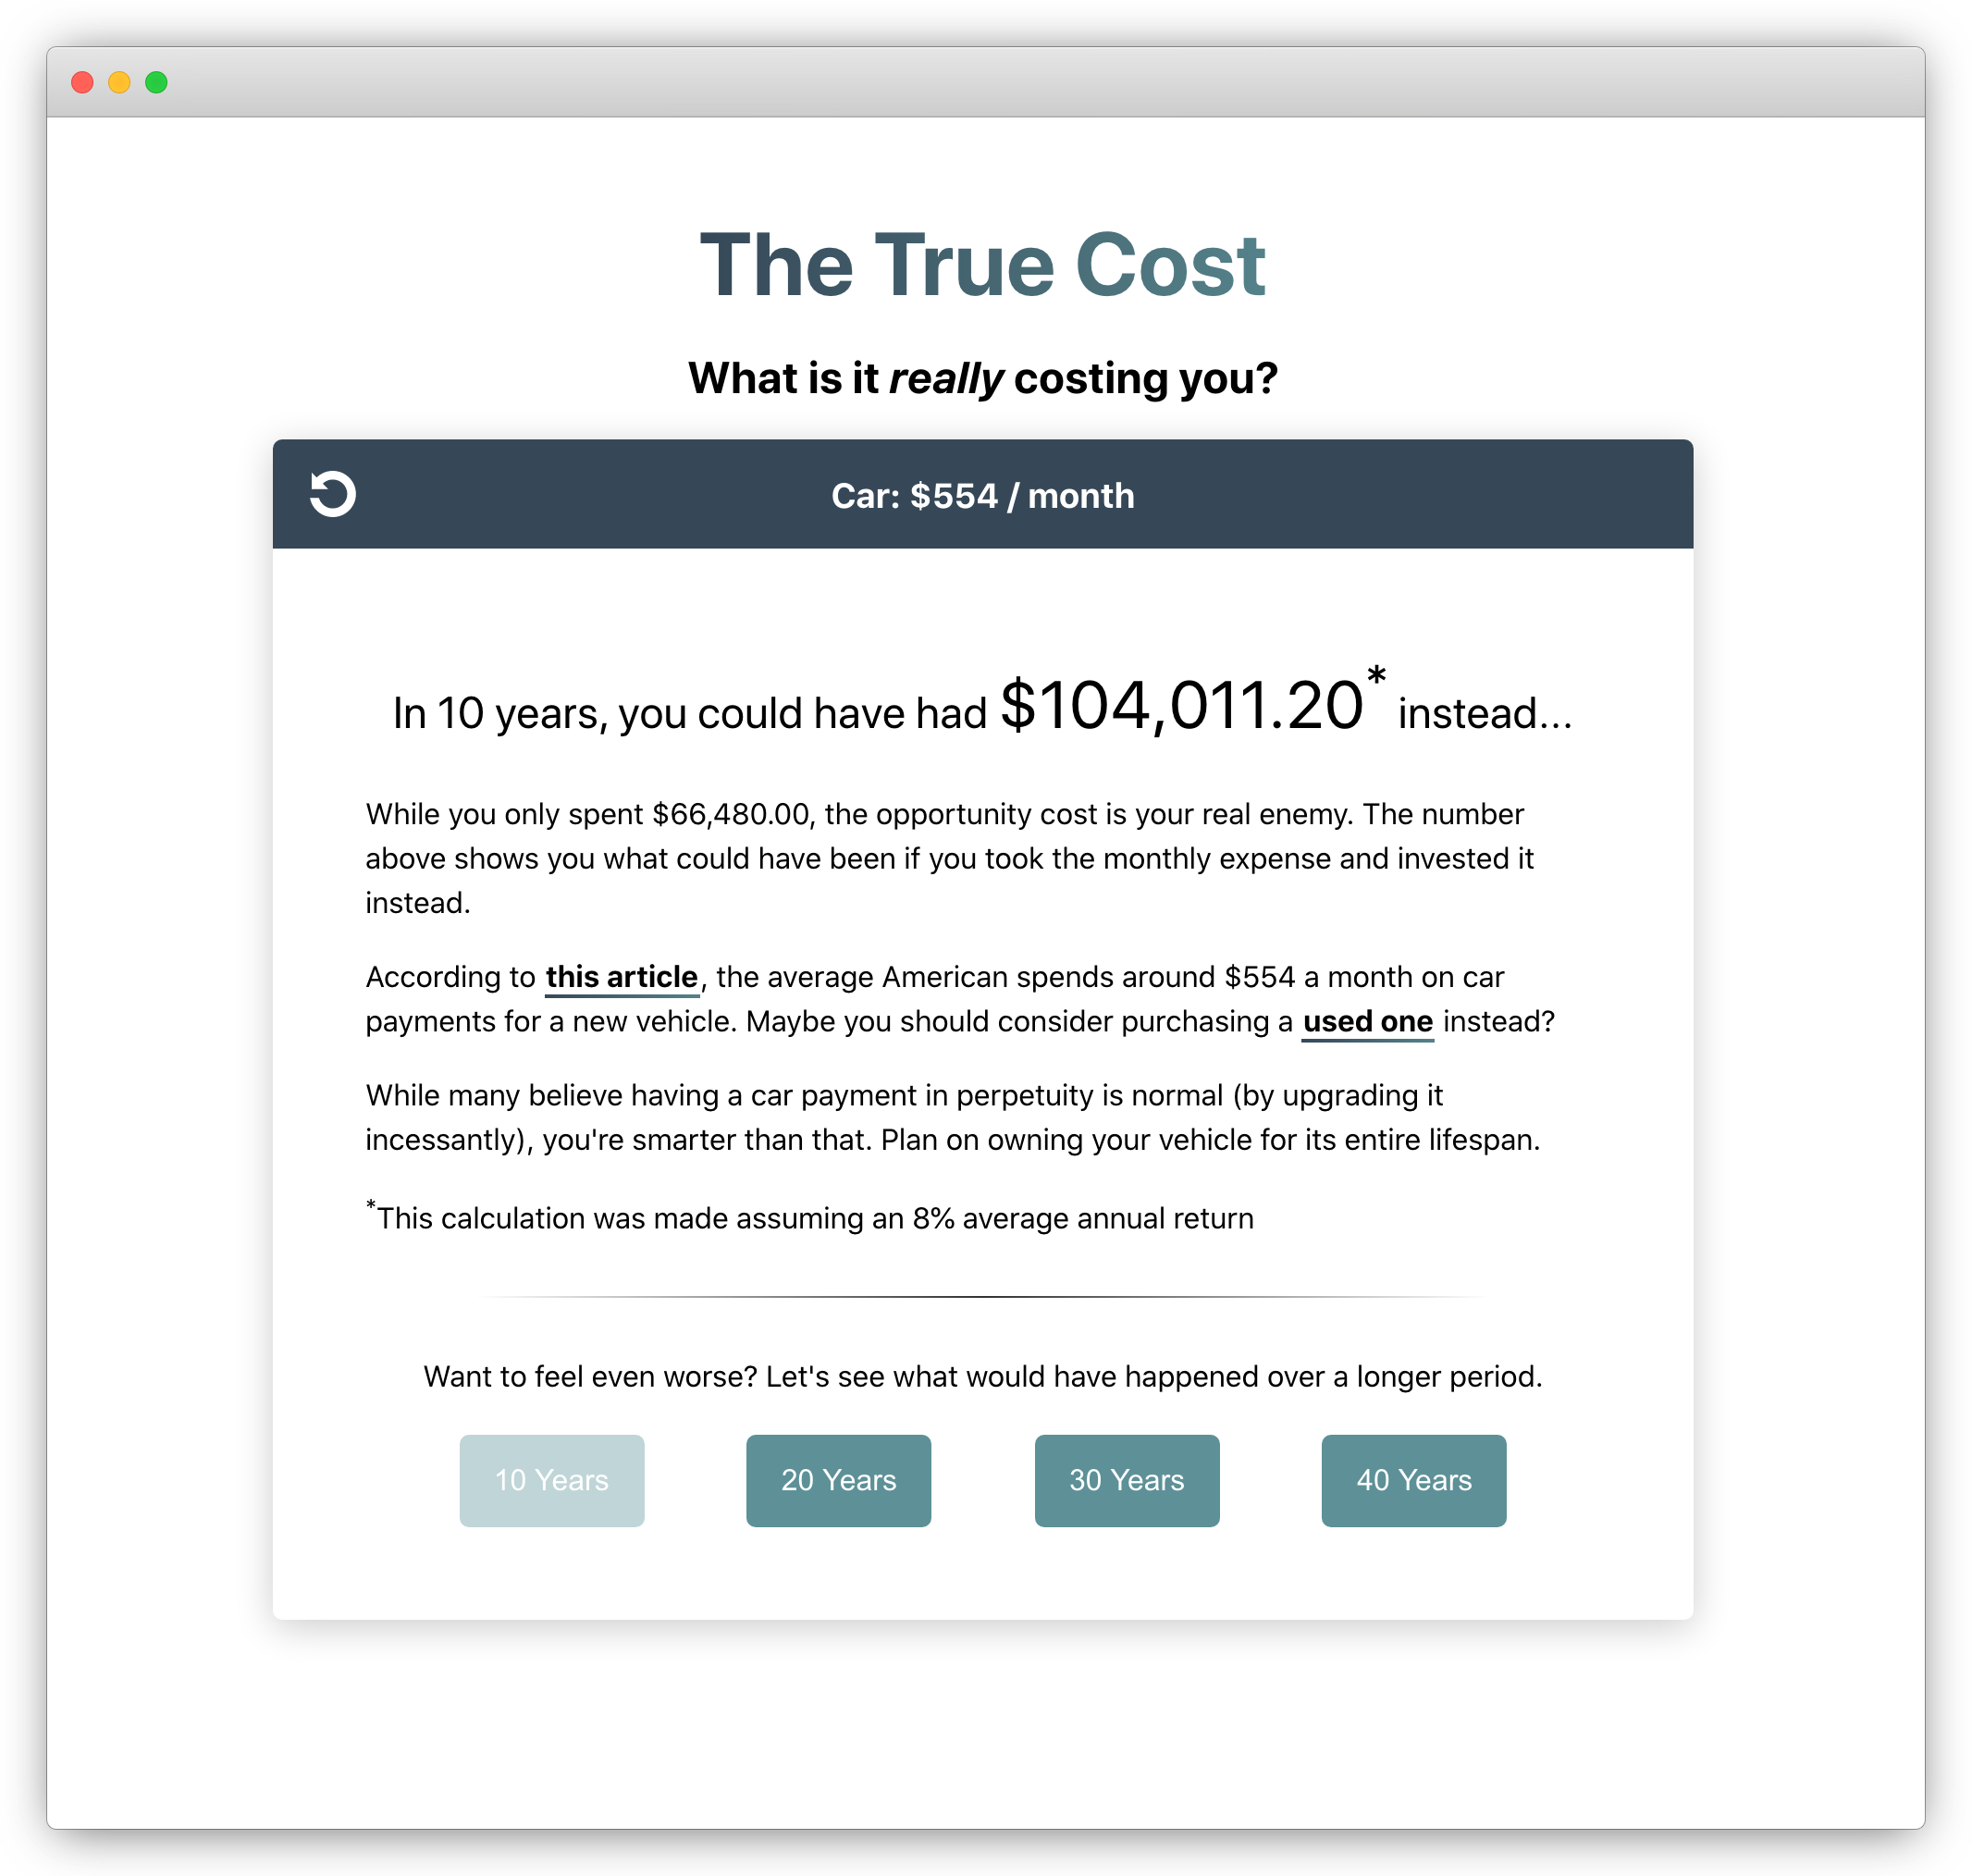 The True Cost
What is it really costing you?
Car: $554 / month
In 10 years, you could have had $104,011.20* instead...
While you only spent $66,480.00, the opportunity cost is your real enemy. The number
above shows you what could have been if you took the monthly expense and invested it
instead.
According to this article, the average American spends around $554 a month on car
payments for a new vehicle. Maybe you should consider purchasing a used one instead?
While many believe having a car payment in perpetuity is normal (by upgrading it
incessantly), you're smarter than that. Plan on owning your vehicle for its entire lifespan.
*This calculation was made assuming an 8% average annual return
Want to feel even worse? Let's see what would have happened over a longer period.
10 Years
20 Years
30 Years
40 Years